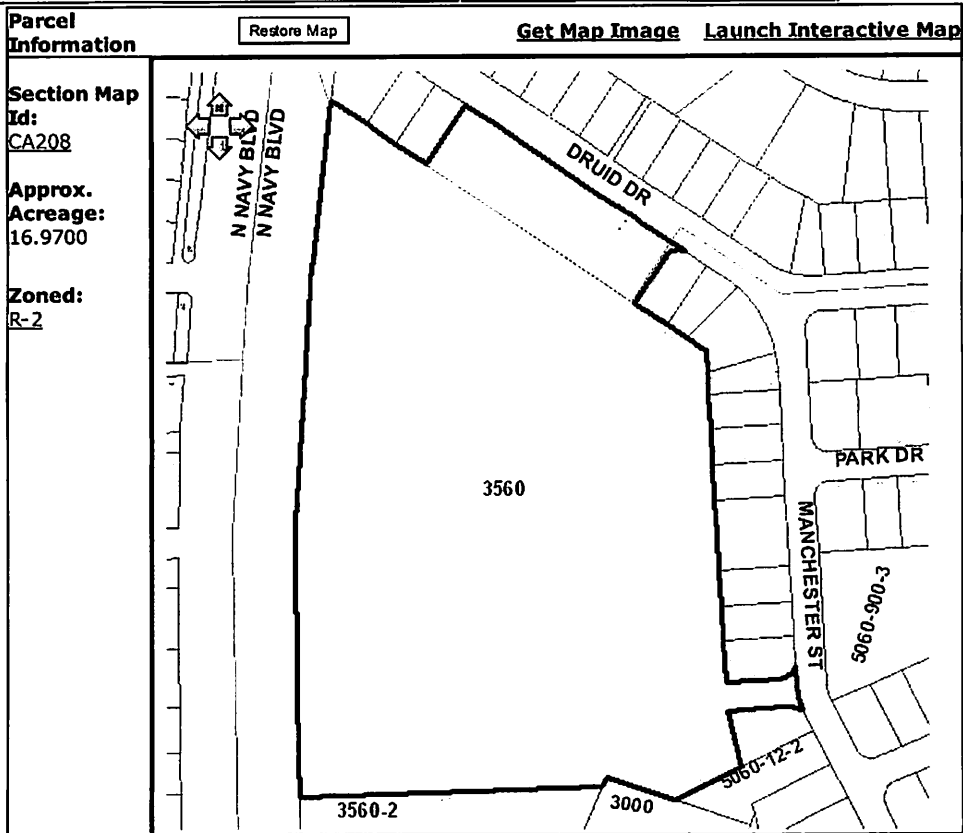 Parcel
Information
Restore Map
Get Map Image
Launch Interactive Map
Section Map
Id:
CA208
Approx.
Acreage:
16.9700
Zoned:
R-2
N NAVY BLVD
N NAVY BLVD
DRUID DR
PARK DR
3560
MANCHESTER ST
5060-900-3
5060-12-2
3560-2
3000